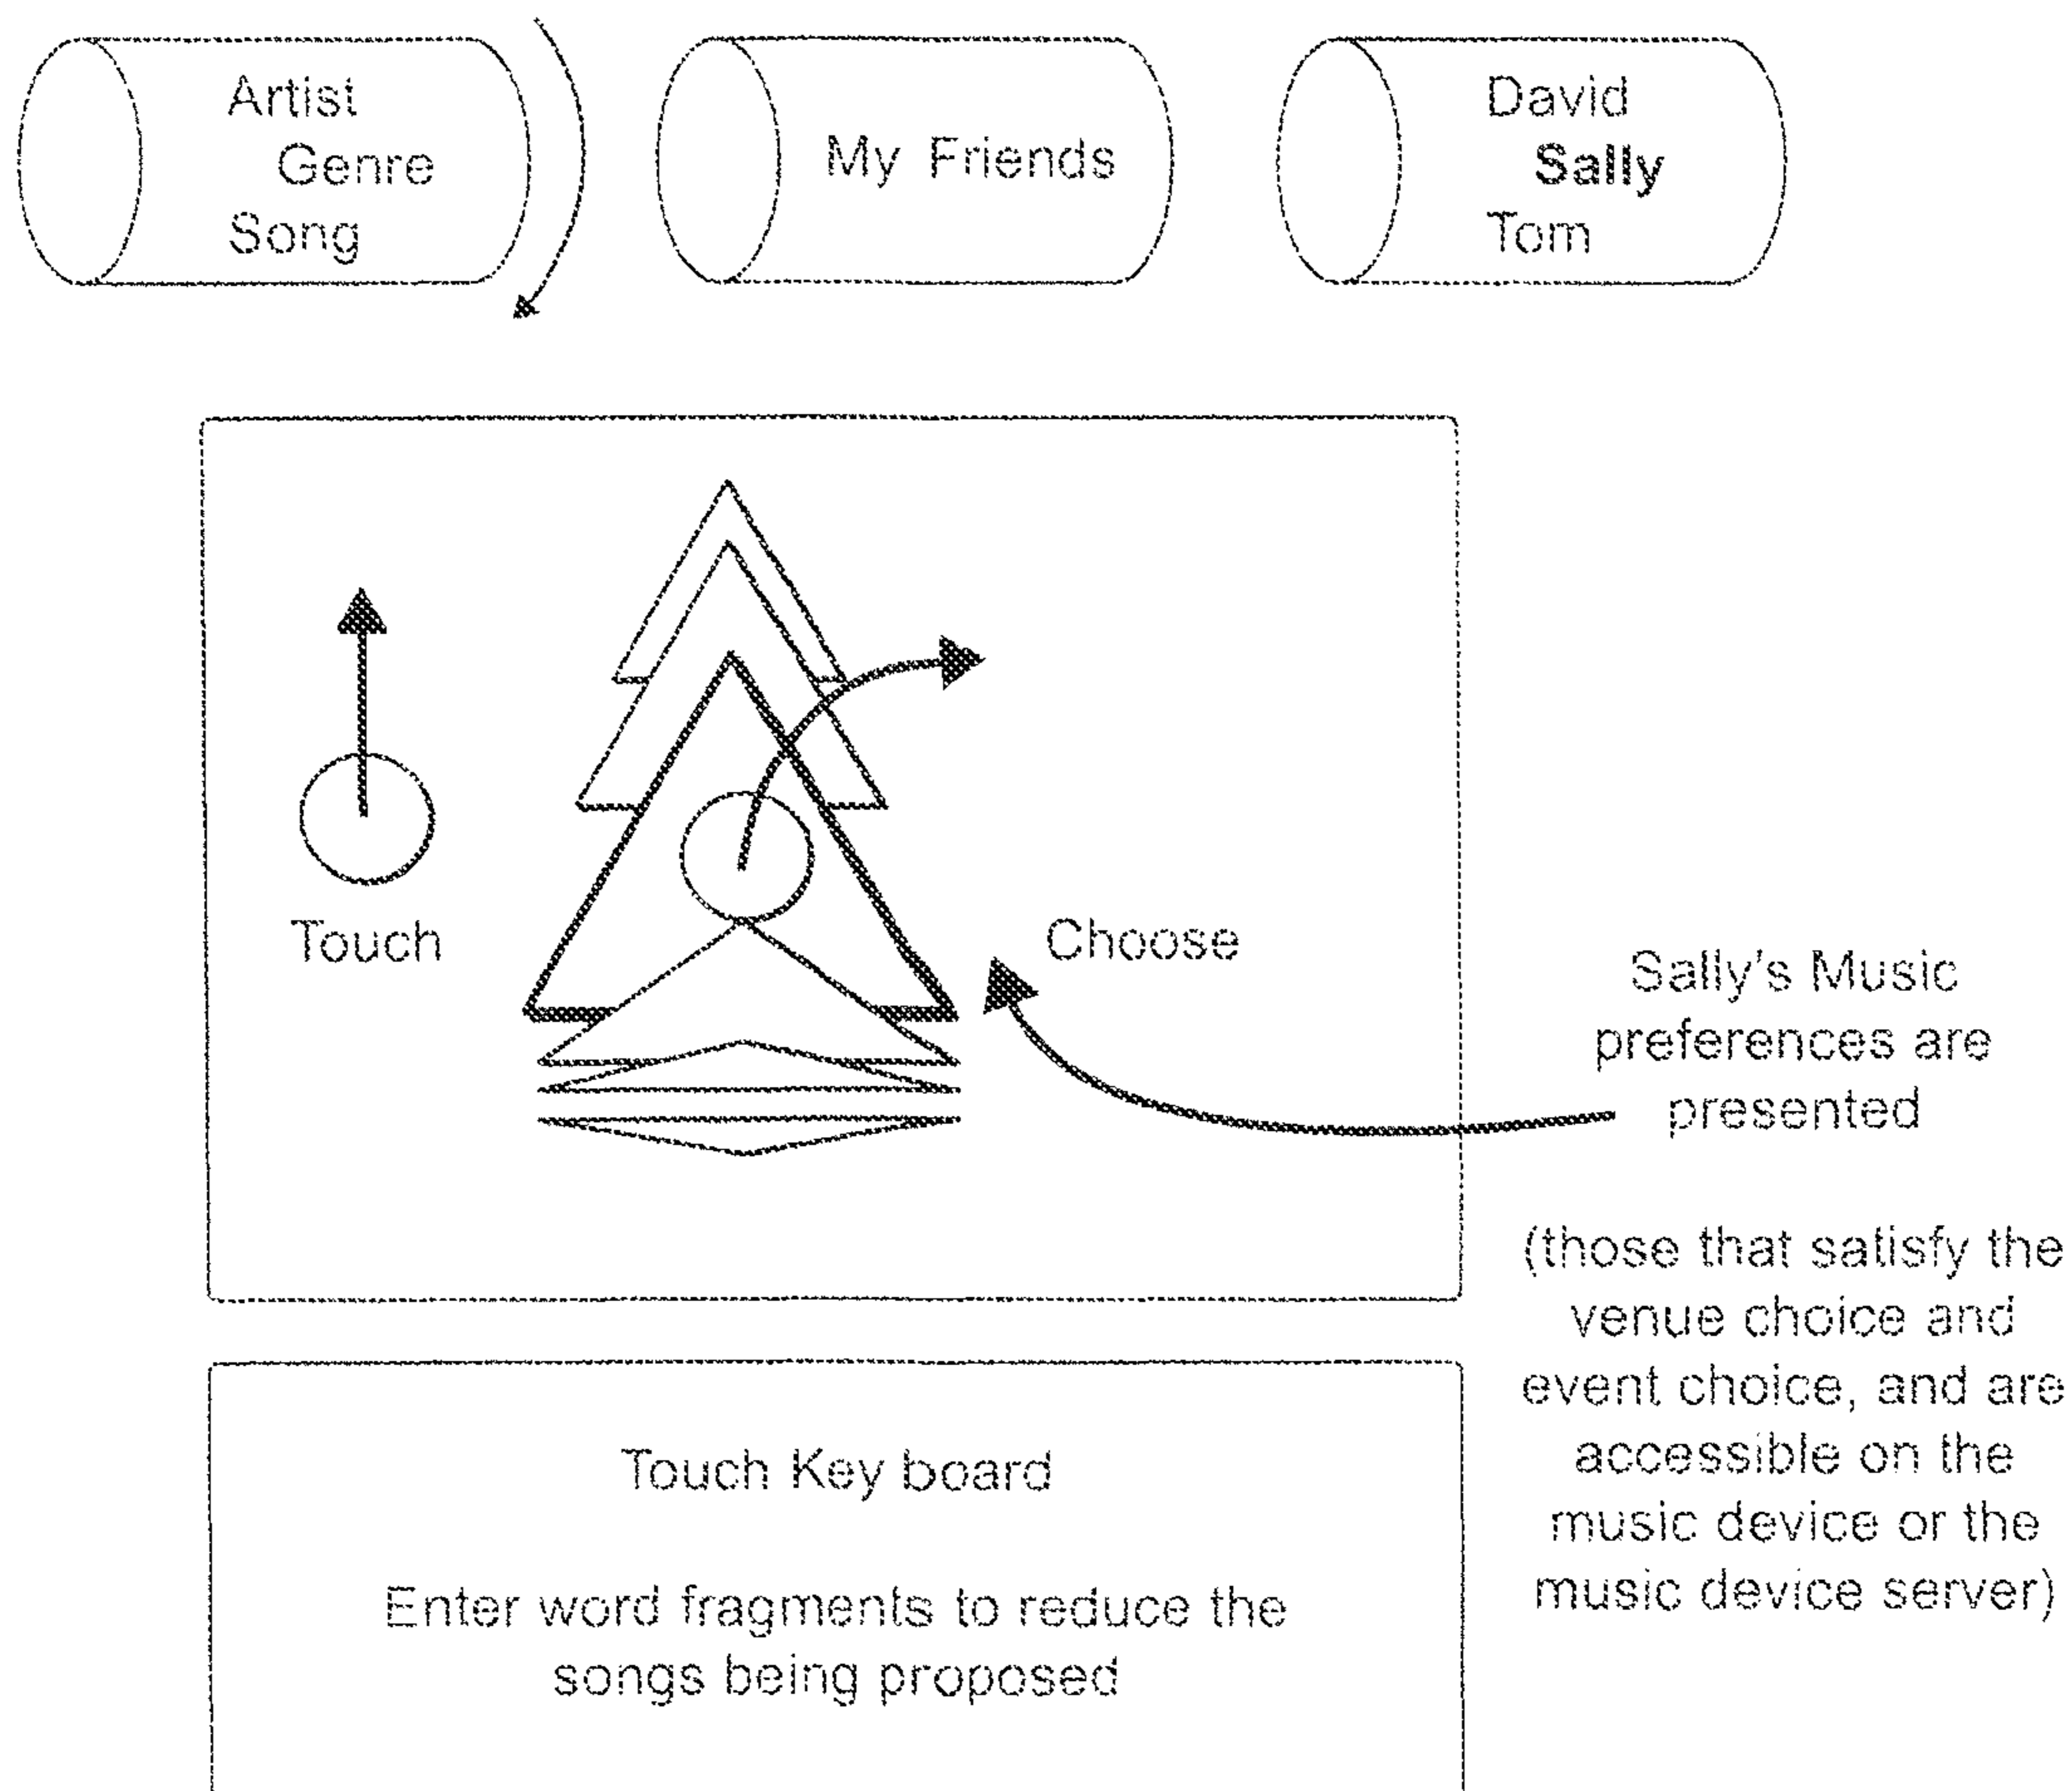 Artist
Genre
Song
My Friends
David
Sally
Tom
Touch
Choose
Sally's Music
preferences are
presented
(those that satisfy the
venue choice and
event choice, and are
accessible on the
music device or the
music device server)
Touch Key board
Enter word fragments to reduce the
songs being proposed